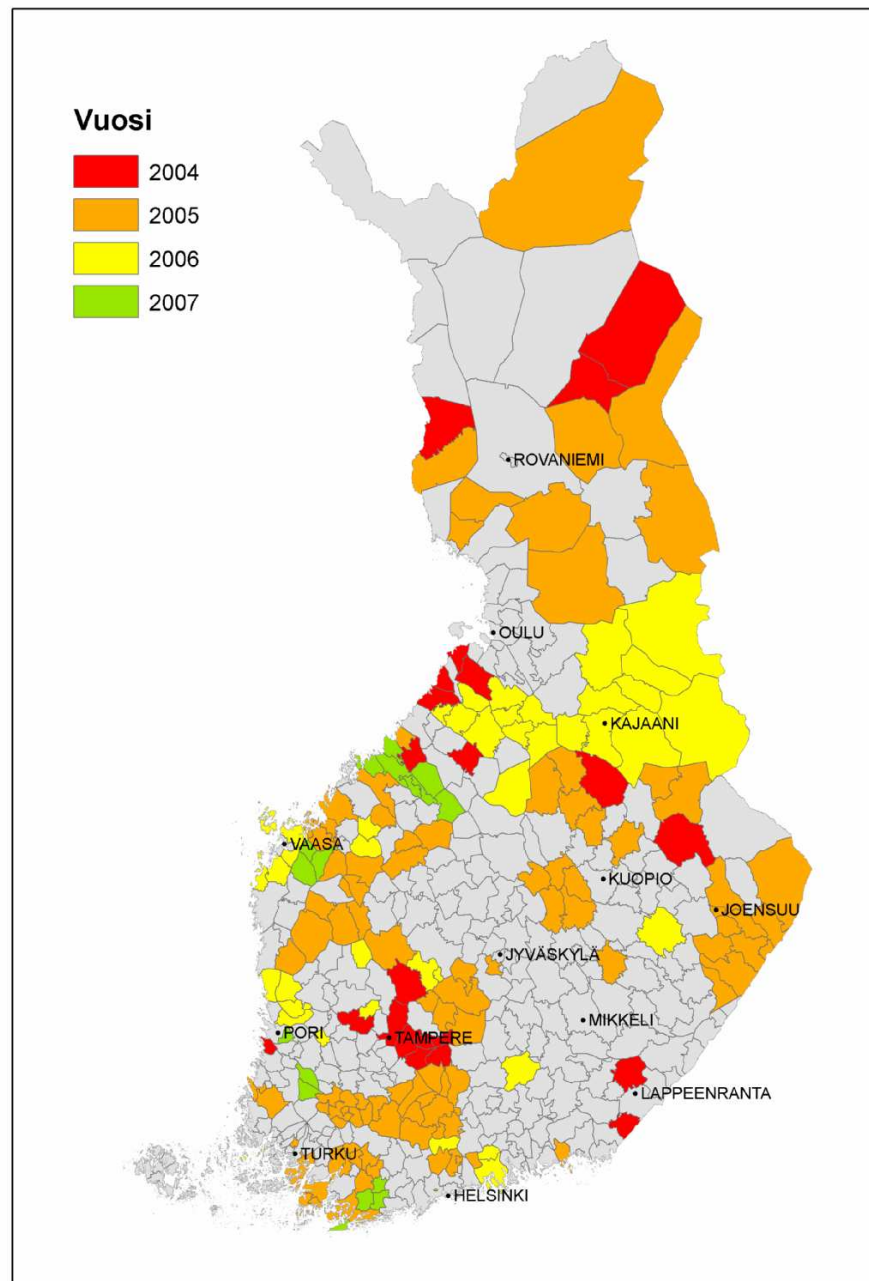 Vuosi
2004
2005
2006
2007
ROVANIEMI
OULU
KAJAANI
VAASA
KUOPIO
JOENSUU
JYVÄSKYLÄ
MIKKELI
PORI
TAMPERE
LAPPEENRANTA
TURKU
HELSINKI